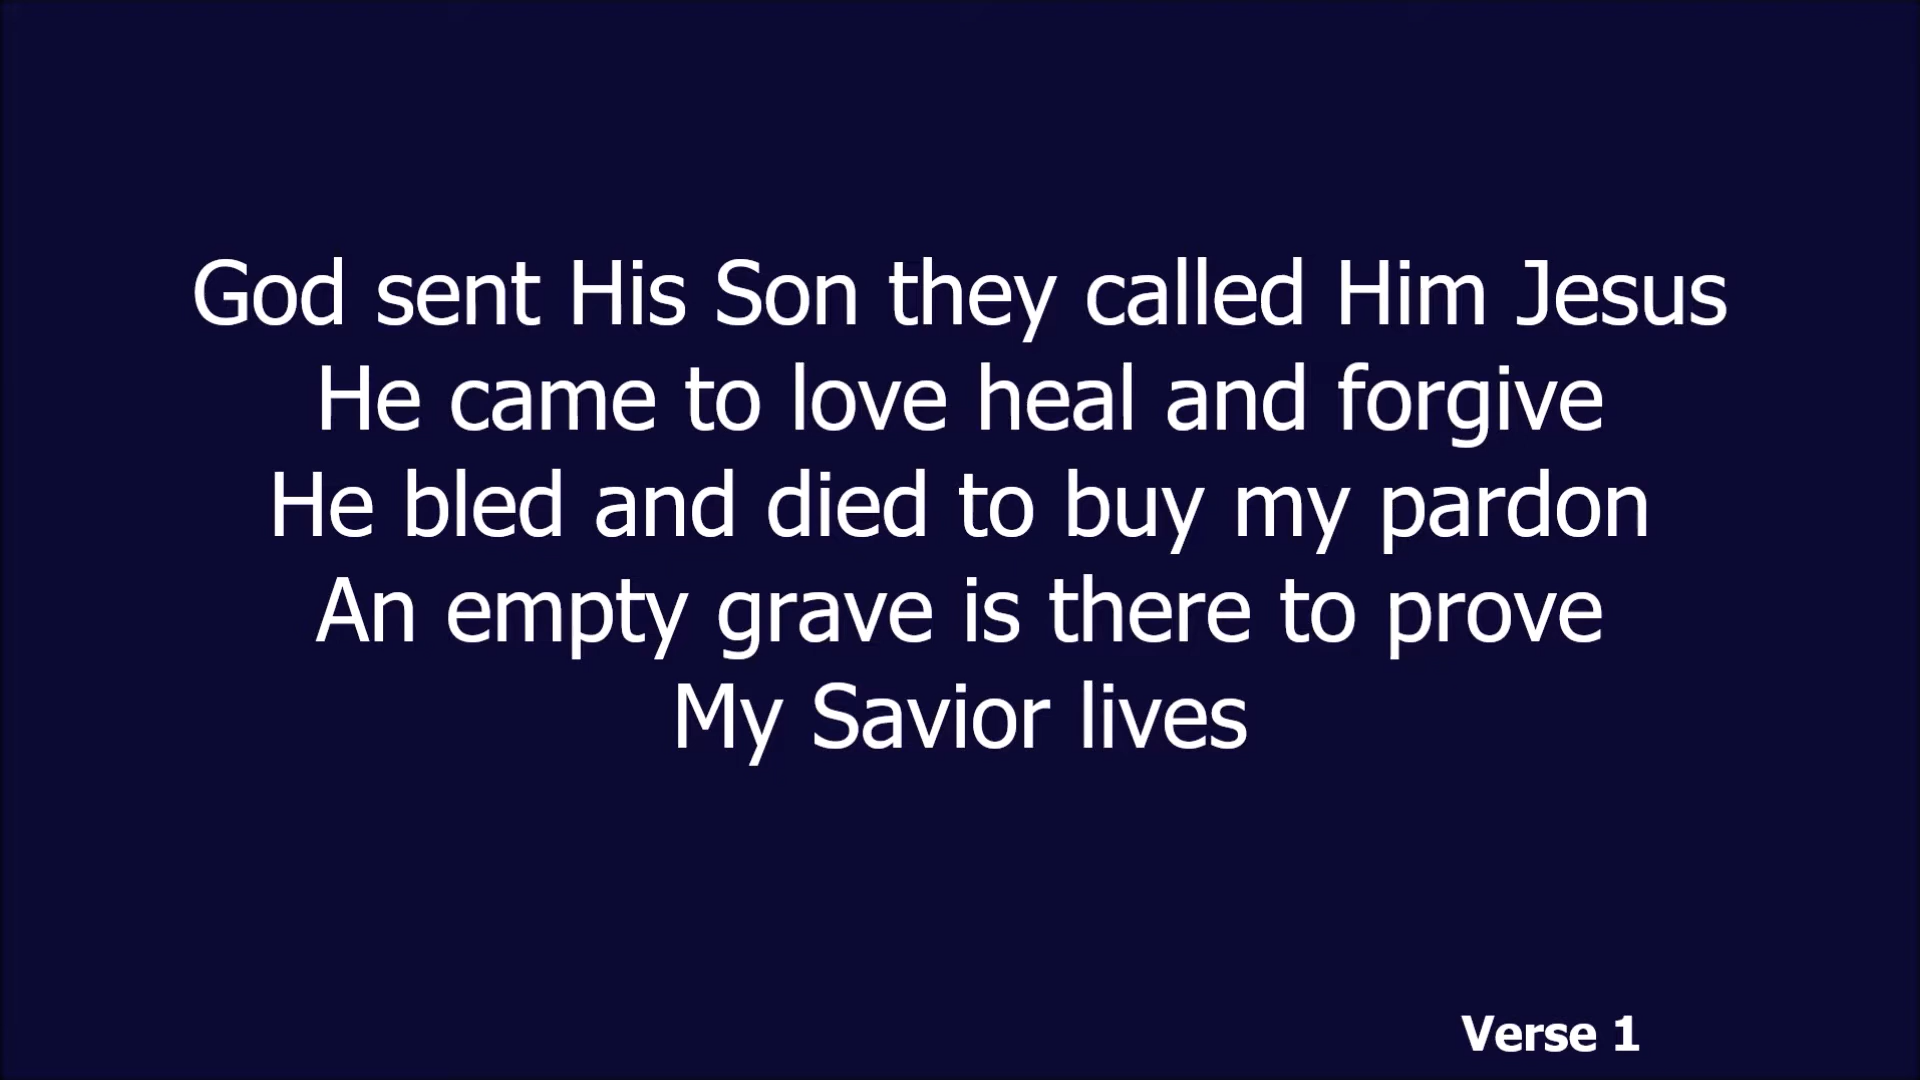 God sent His Son they called Him Jesus
He came to love heal and forgive
He bled and died to buy my pardon
An empty grave is there to prove
My Savior lives
Verse 1